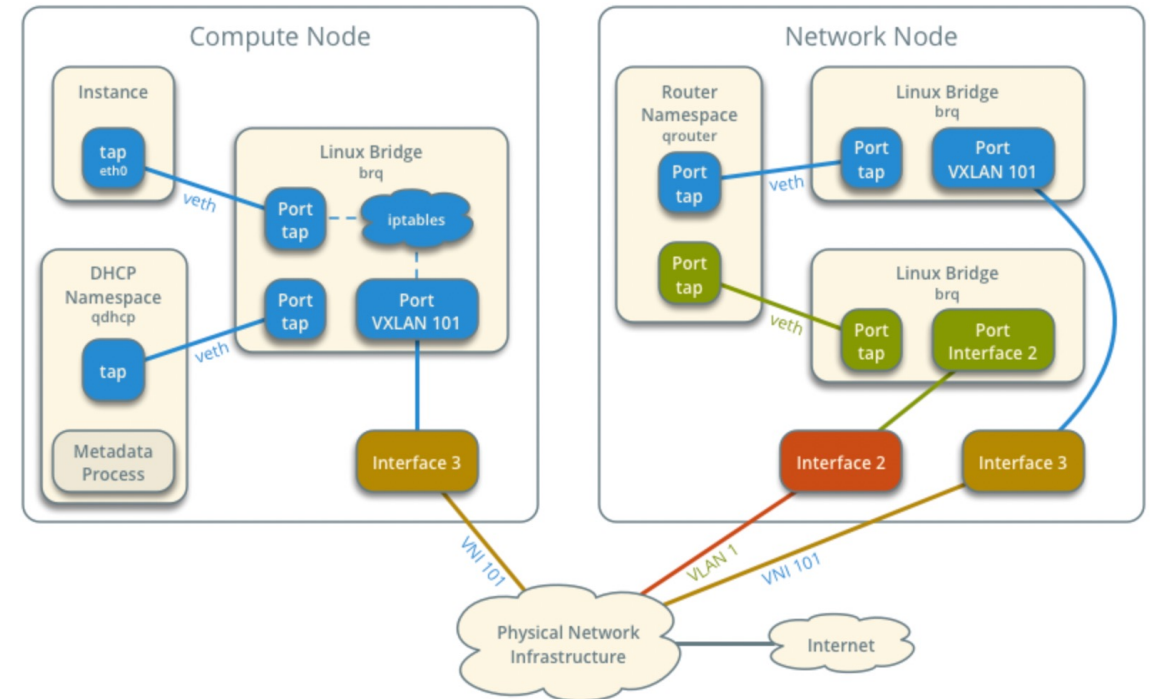 Compute Node
Instance
tap
eth0
veth
Linux Bridge
brq
Port
tap
iptables
DHCP
Namespace
qdhcp
tap
veth
Port
tap
Port
VXLAN 101
Metadata
Process
Interface 3
Network Node
Router
Namespace
qrouter
Port
tap
veth
Linux Bridge
brq
Port
tap
Port
VXLAN 101
Port
tap
veth
Linux Bridge
brq
Port
tap
Port
Interface 2
Interface 2
Interface 3
VNI 101
VLAN 1
VNI 101
Physical Network
Infrastructure
Internet